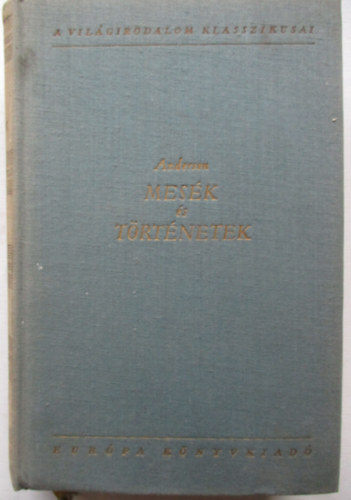 A VILÁGIRODALOM KLASSZIKUSAI
Andersen
MESÉK
és
TÖRTÉNETEK
EURÓPA KÖNYVKIADÓ